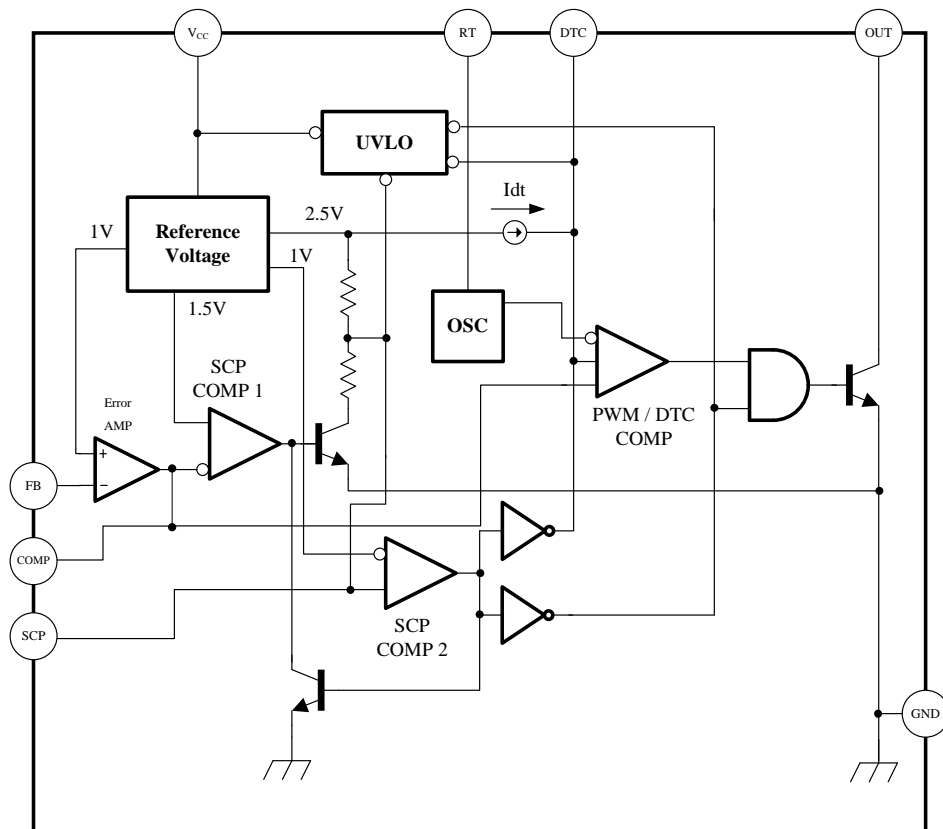 VCC
RT
DTC
OUT
UVLO
Idt
2.5V
1V
Reference
Voltage
1V
1.5V
OSC
SCP
COMP 1
PWM / DTC
COMP
Error
AMP
+
−
FB
COMP
SCP
SCP
COMP 2
GND